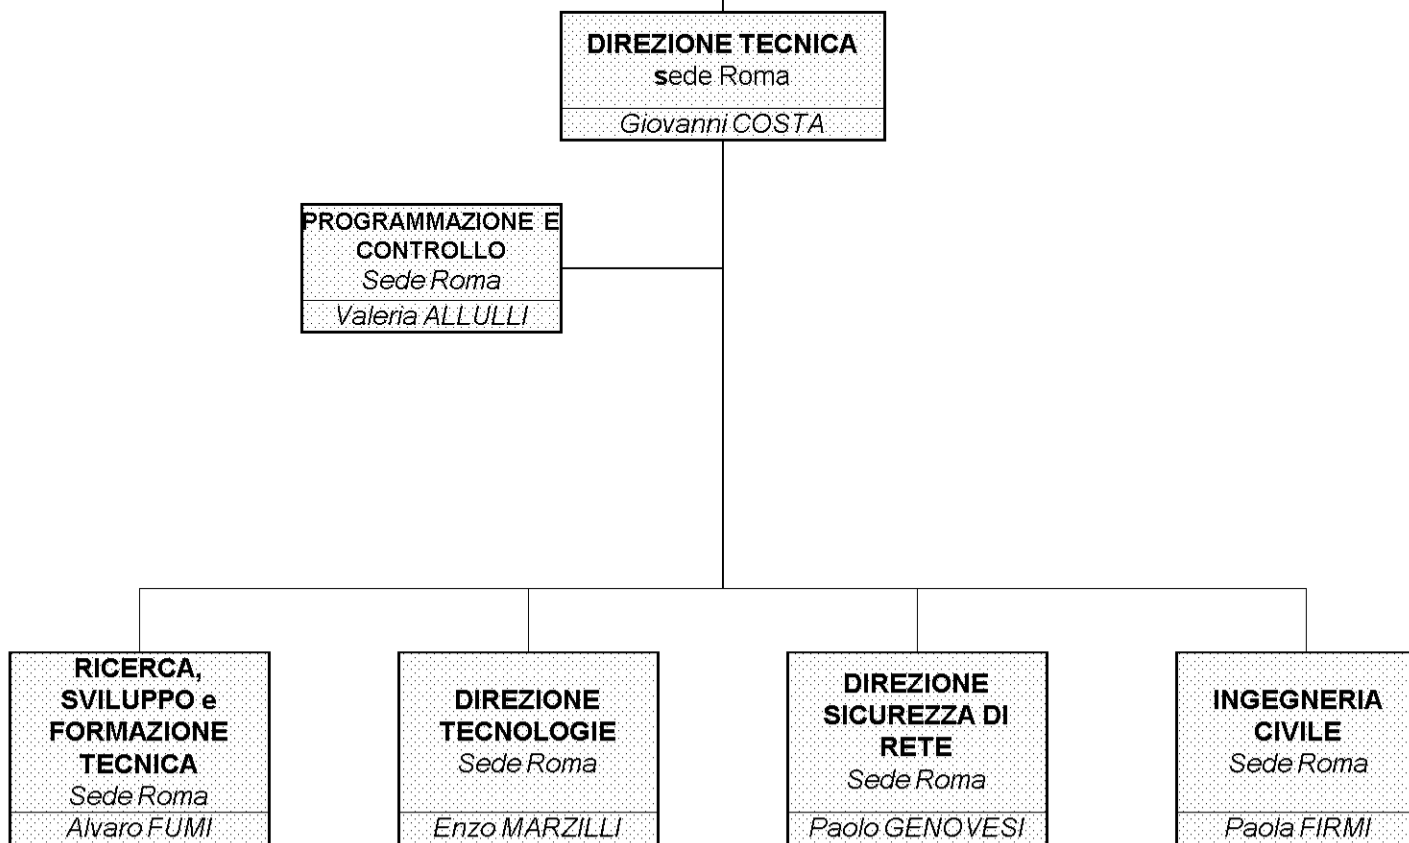 DIREZIONE TECNICA
sede Roma
Giovanni COSTA
PROGRAMMAZIONE E
CONTROLLO
Sede Roma
Valeria ALLULLI
RICERCA,
SVILUPPO e
FORMAZIONE
TECNICA
Sede Roma
Alvaro FUMI
DIREZIONE
TECNOLOGIE
Sede Roma
Enzo MARZILLI
DIREZIONE
SICUREZZA DI
RETE
Sede Roma
Paolo GENOVESI
INGEGNERIA
CIVILE
Sede Roma
Paola FIRMI